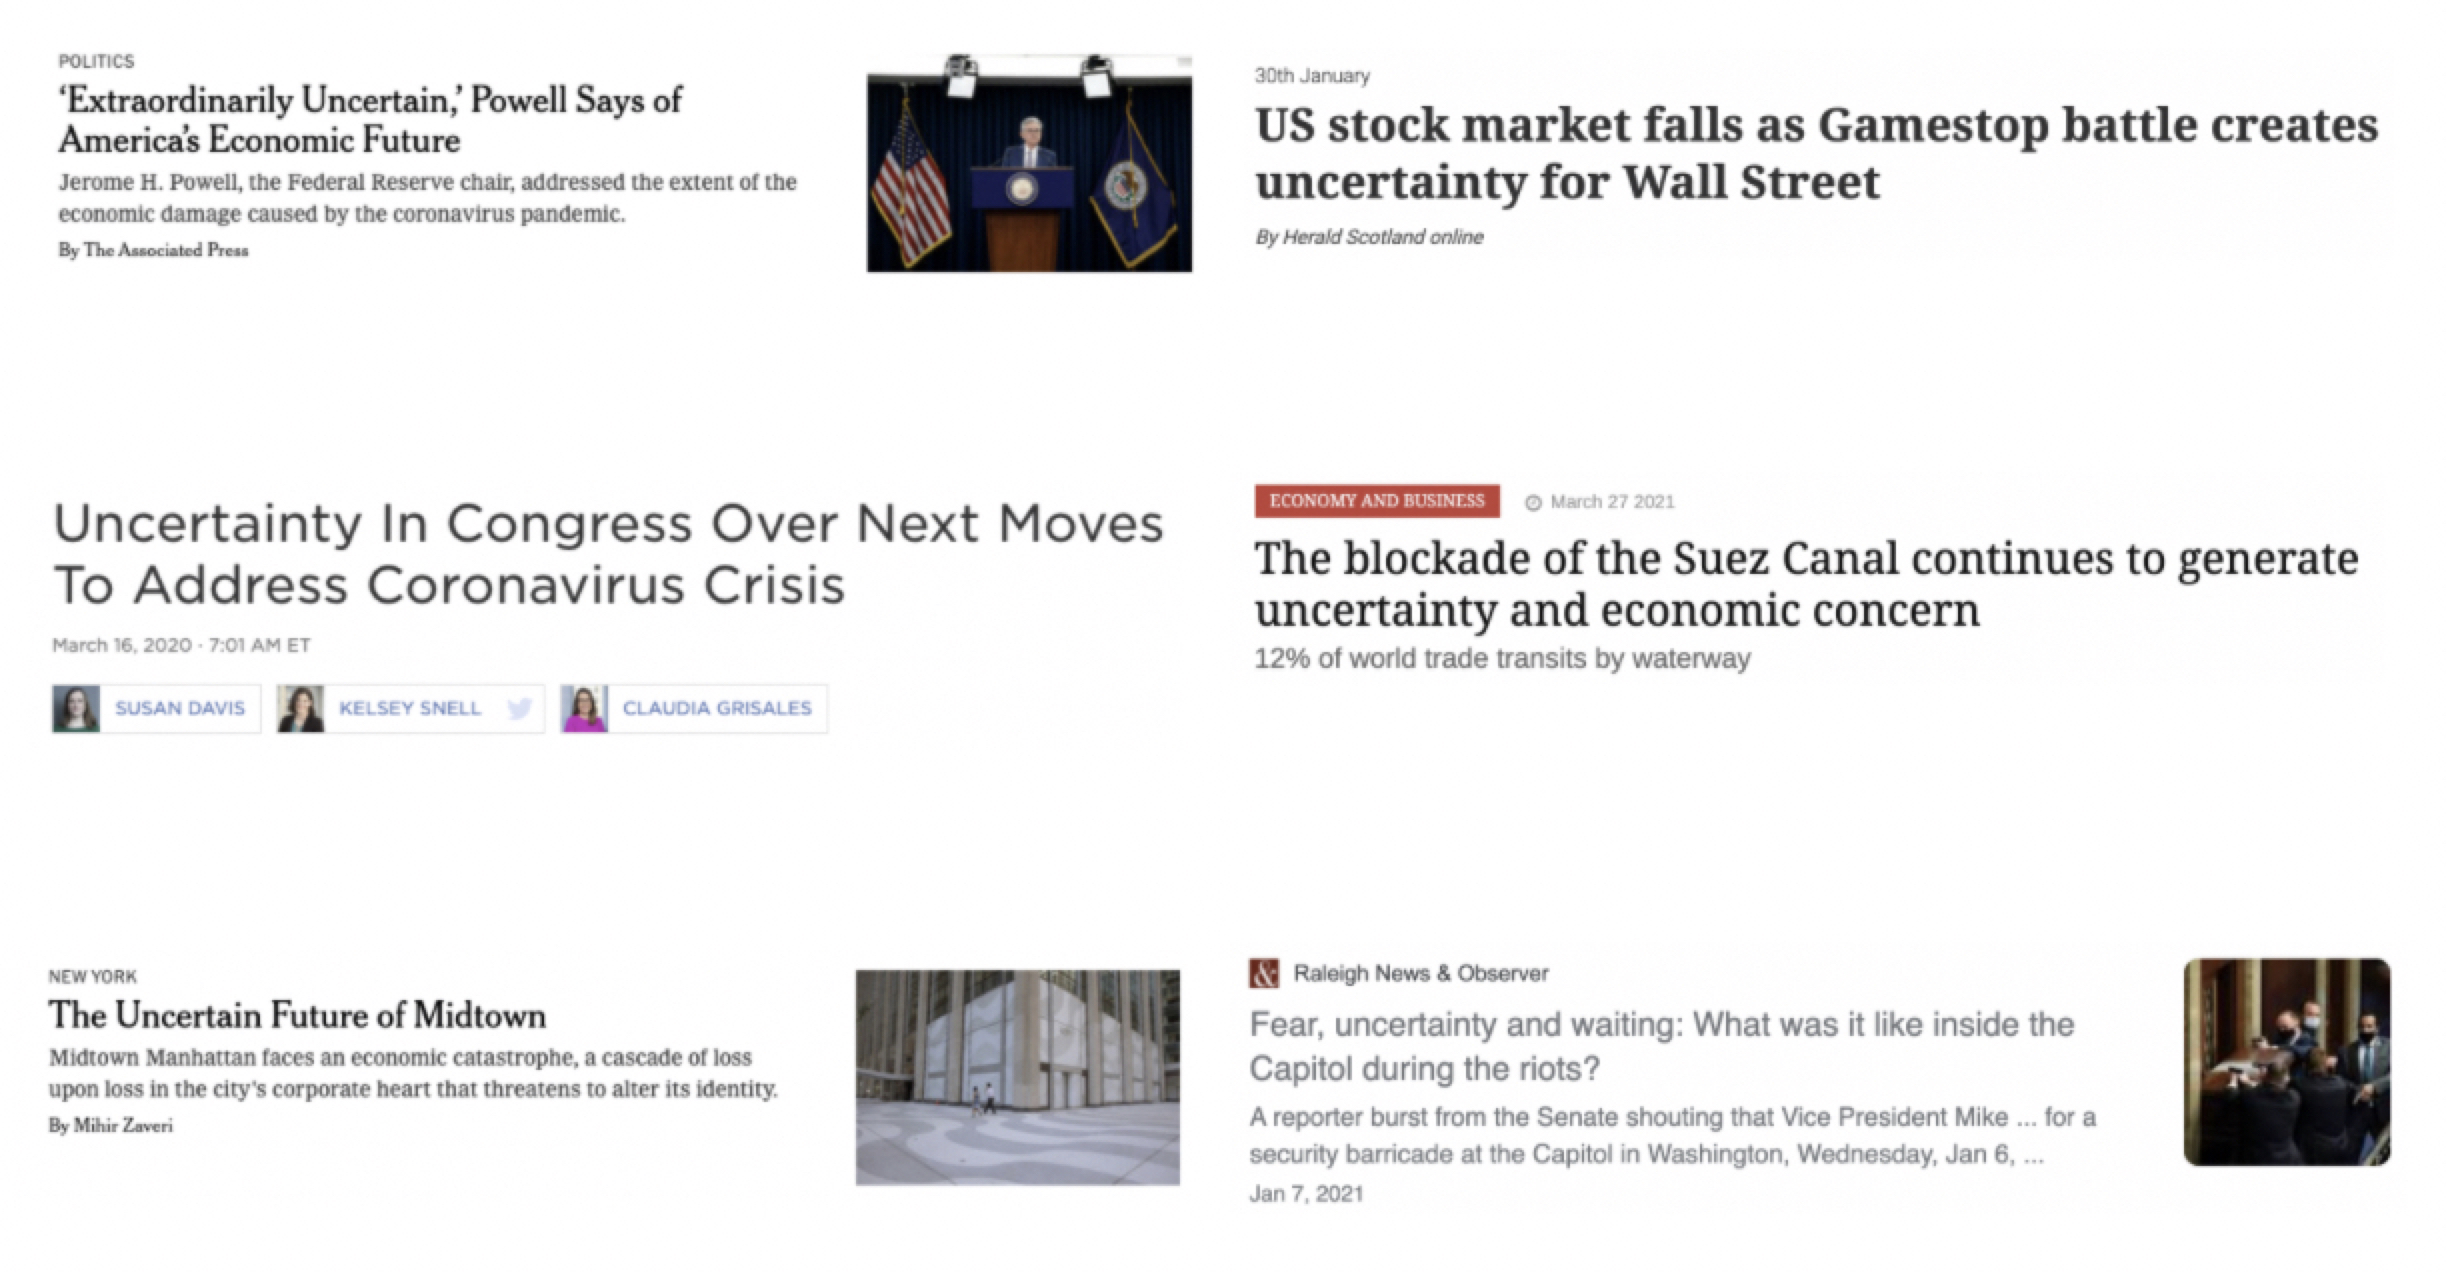 POLITICS
‘Extraordinarily Uncertain,’ Powell Says of
America’s Economic Future
Jerome H. Powell, the Federal Reserve chair, addressed the extent of the
economic damage caused by the coronavirus pandemic.
By The Associated Press
30th January
US stock market falls as Gamestop battle creates
uncertainty for Wall Street
By Herald Scotland online
Uncertainty In Congress Over Next Moves
To Address Coronavirus Crisis
March 16, 2020 · 7:01 AM ET
SUSAN DAVIS
KELSEY SNELL
CLAUDIA GRISALES
ECONOMY AND BUSINESS
March 27 2021
The blockade of the Suez Canal continues to generate
uncertainty and economic concern
12% of world trade transits by waterway
NEW YORK
The Uncertain Future of Midtown
Midtown Manhattan faces an economic catastrophe, a cascade of loss
upon loss in the city's corporate heart that threatens to alter its identity.
By Mihir Zaveri
& Raleigh News & Observer
Fear, uncertainty and waiting: What was it like inside the
Capitol during the riots?
A reporter burst from the Senate shouting that Vice President Mike ... for a
security barricade at the Capitol in Washington, Wednesday, Jan 6, ...
Jan 7, 2021